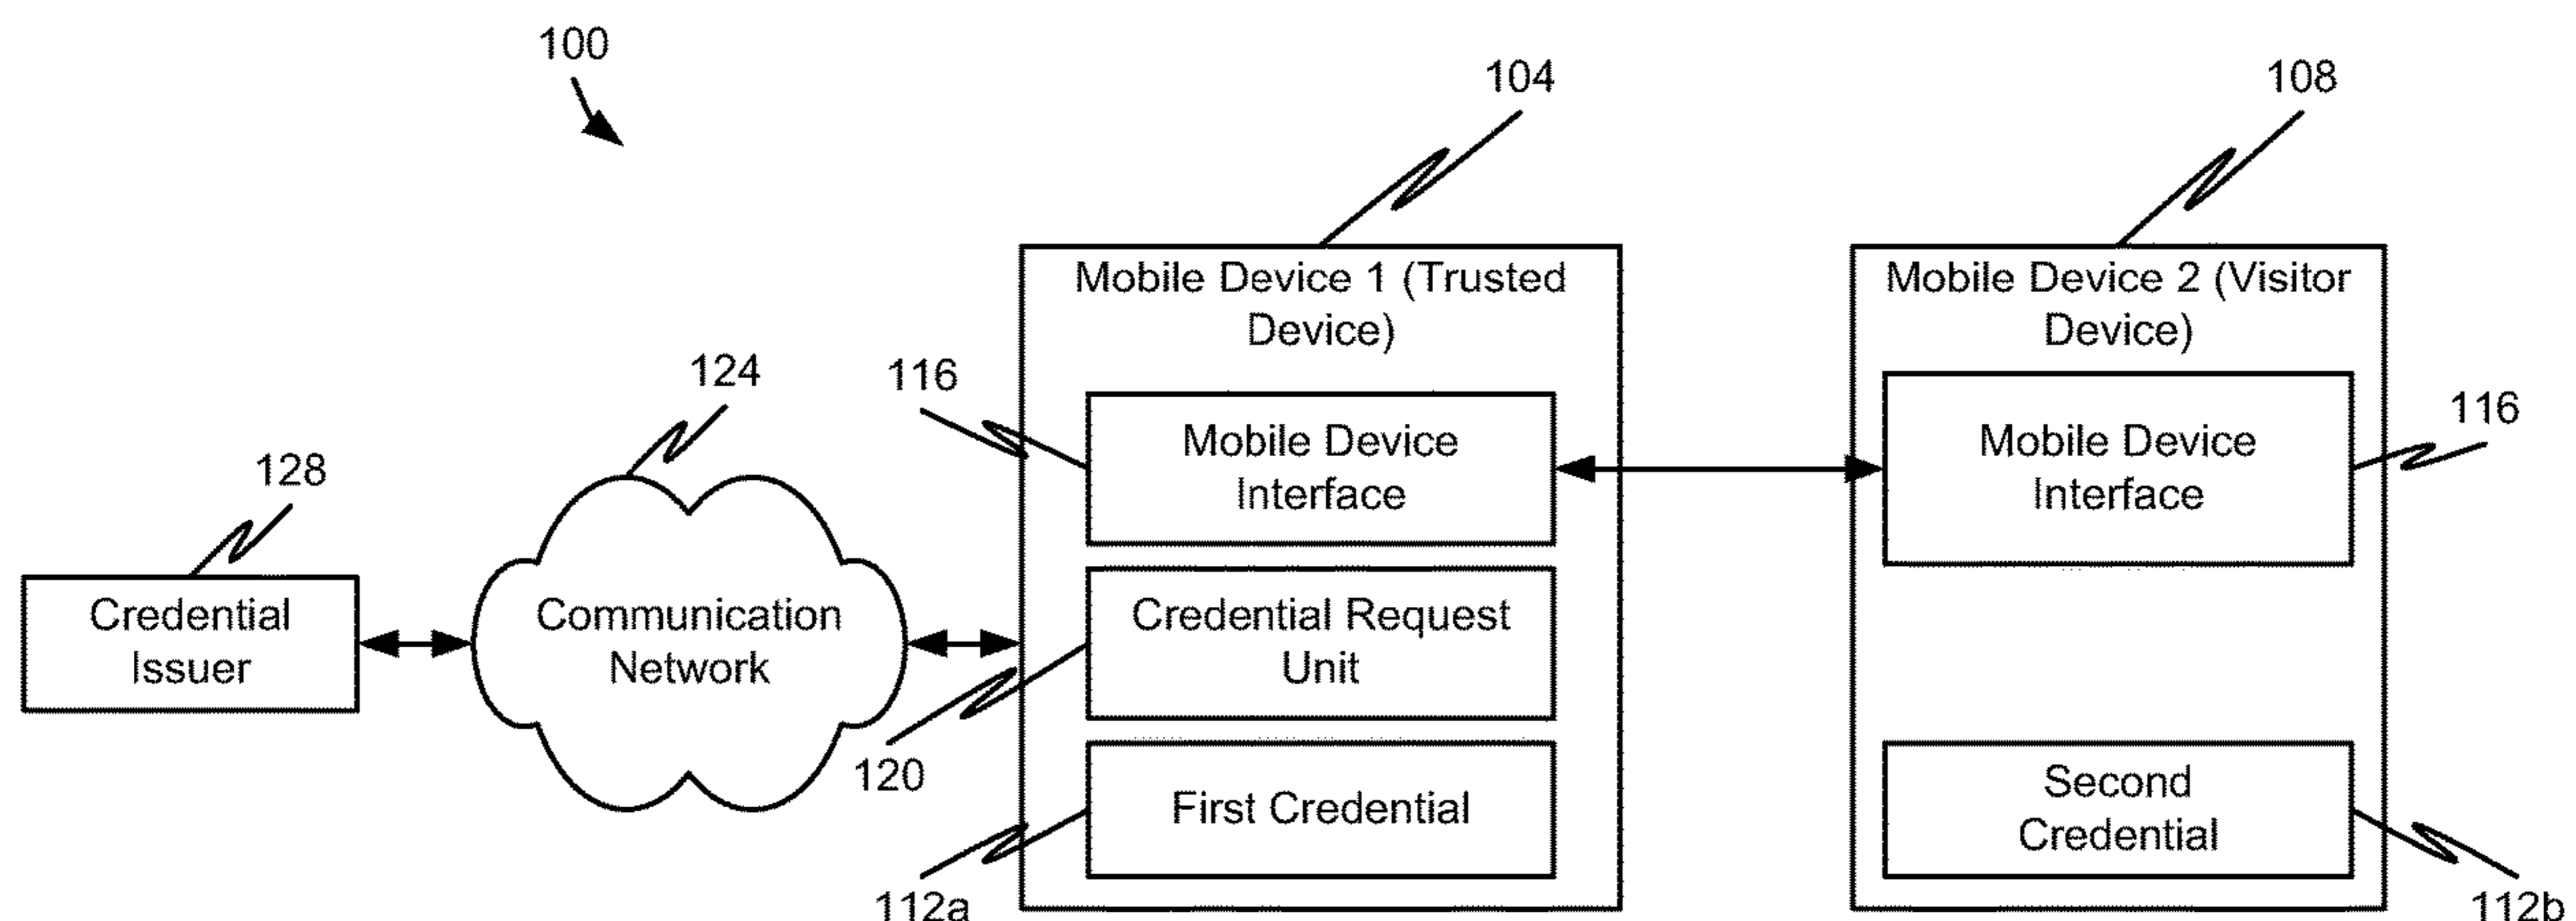 100
104
108
Mobile Device 1 (Trusted
Device)
Mobile Device 2 (Visitor
Device)
124
116
116
128
Mobile Device
Interface
Mobile Device
Interface
Credential
Issuer
Communication
Network
Credential Request
Unit
120
First Credential
Second
Credential
112a
112b